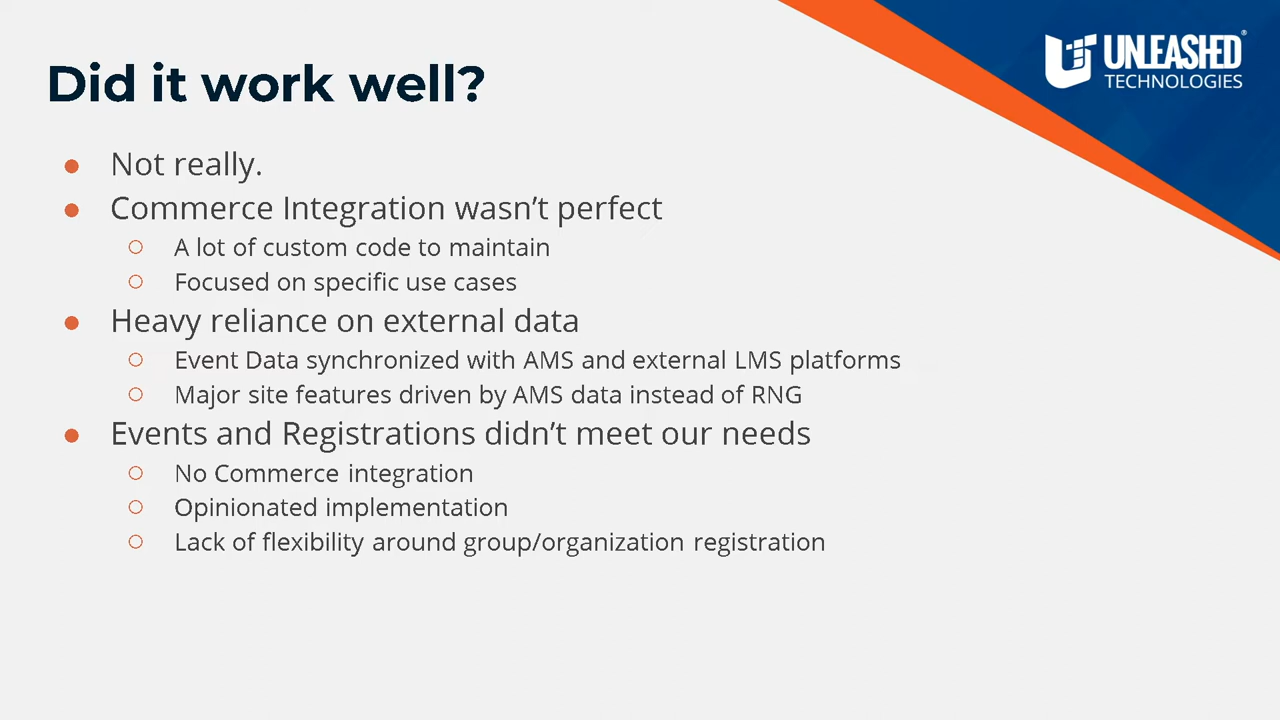 UNLEASHED®
TECHNOLOGIES
Did it work well?
● Not really.
● Commerce Integration wasn't perfect
○ A lot of custom code to maintain
○ Focused on specific use cases
● Heavy reliance on external data
○ Event Data synchronized with AMS and external LMS platforms
○ Major site features driven by AMS data instead of RNG
● Events and Registrations didn't meet our needs
○ No Commerce integration
○ Opinionated implementation
○ Lack of flexibility around group/organization registration